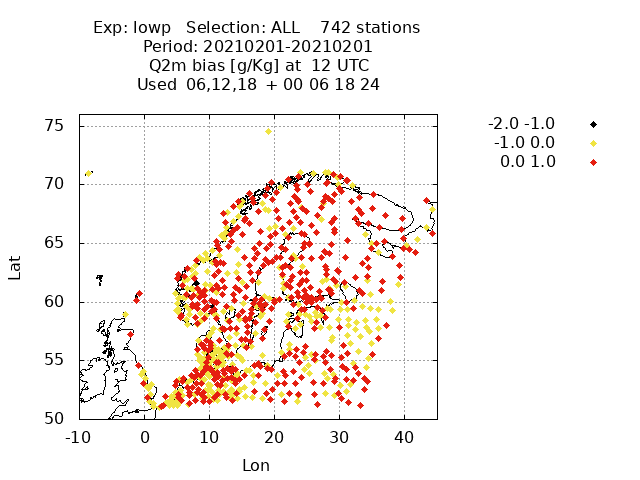 Exp: lowp   Selection: ALL    742 stations
Period: 20210201-20210201
Q2m bias [g/Kg] at  12 UTC
Used  06,12,18  + 00 06 18 24
-2.0 -1.0
-1.0 0.0
0.0 1.0
75
70
65
60
55
50
Lat
-10 0 10 20 30 40
Lon